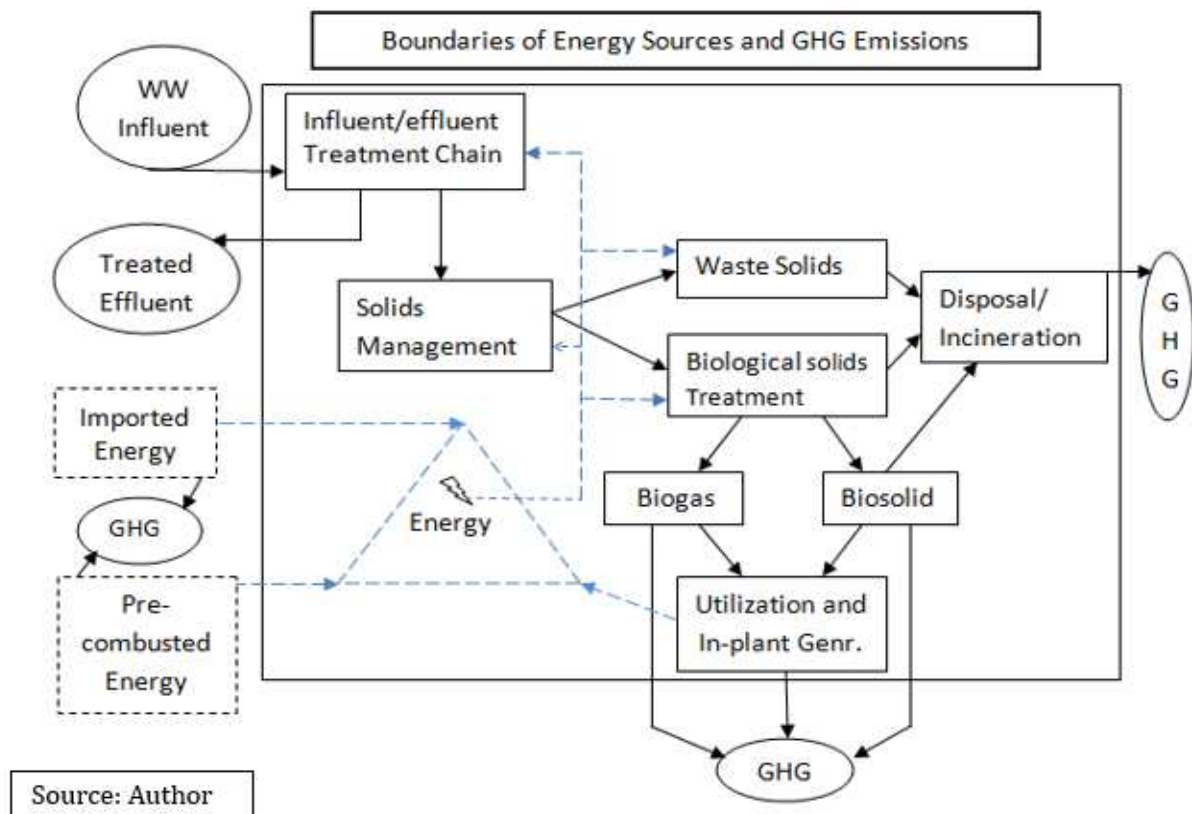 Boundaries of Energy Sources and GHG Emissions
WW
Influent
Influent/effluent
Treatment Chain
Treated
Effluent
Solids
Management
Waste Solids
Biological solids
Treatment
Disposal/
Incineration
G
H
G
Imported
Energy
GHG
Pre-
combusted
Energy
Energy
Biogas
Biosolid
Utilization and
In-plant Genr.
GHG
Source: Author